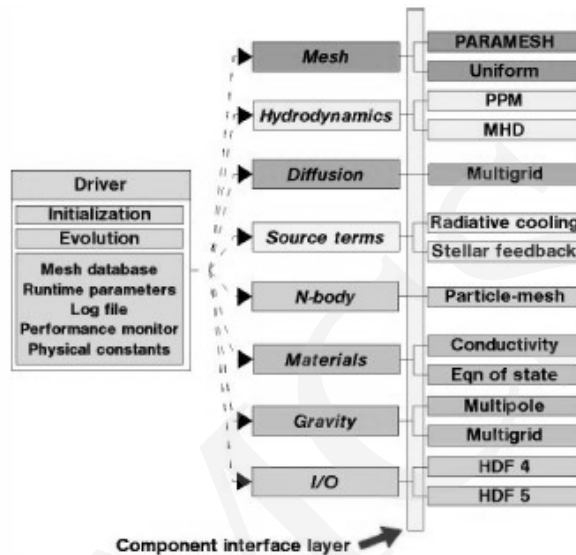 Driver
Initialization
Evolution
Mesh database
Runtime parameters
Log file
Performance monitor
Physical constants
Mesh
Hydrodynamics
Diffusion
Source terms
N-body
Materials
Gravity
I/O
PARAMESH
Uniform
PPM
MHD
Multigrid
Radiative cooling
Stellar feedback
Particle-mesh
Conductivity
Eqn of state
Multipole
Multigrid
HDF 4
HDF 5
Component interface layer